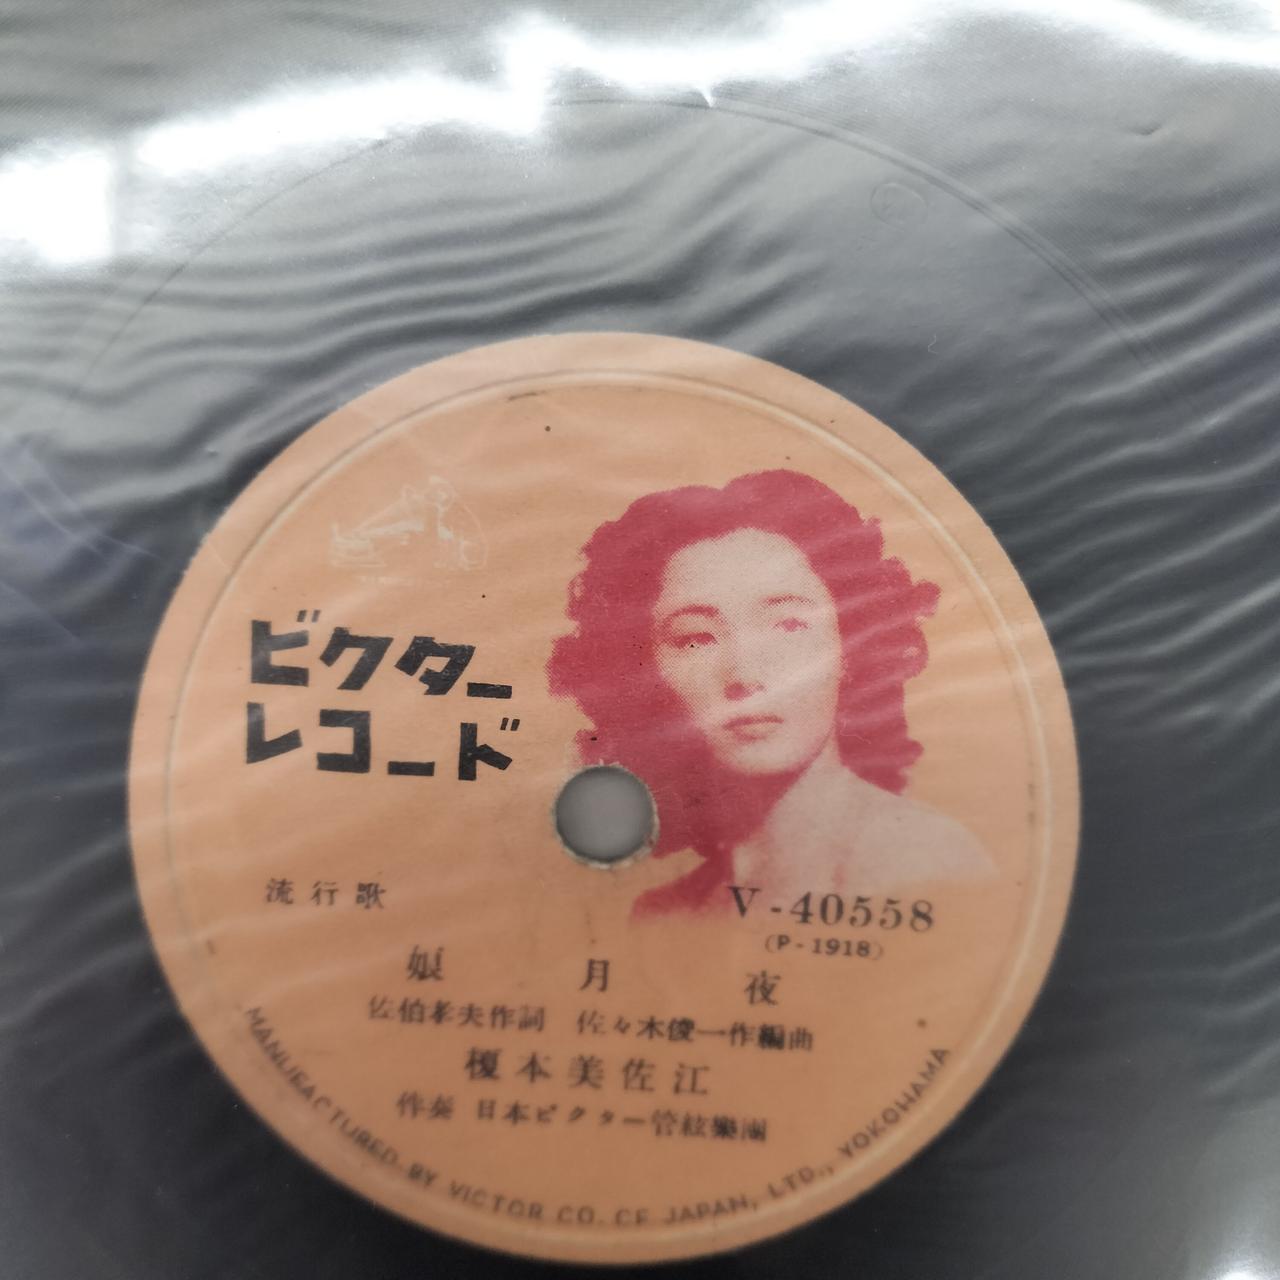 ビクター
レコード
流行歌
V-40558
(P-1918)
娘 月 夜
佐伯孝夫作詞 佐々木俊一作編曲
榎本美佐江
伴奏 日本ビクター管絃樂團
MANUFACTURED BY VICTOR CO. OF JAPAN, LTD., YOKOHAMA